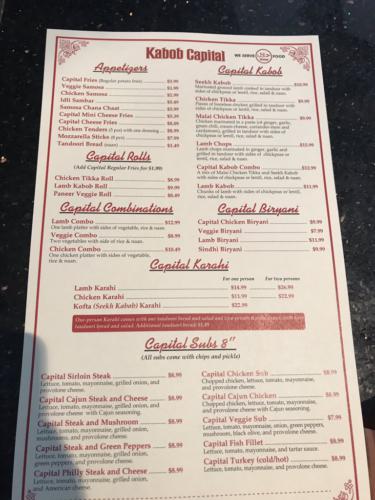 Kabob Capital
WE SERVE
FOOD
Appetizers
Capital Fries (Regular potato fries) $3.99
Veggie Samosa $1.99
Chicken Samosa $2.99
Idli Sambar $5.49
Samosa Chana Chaat $3.99
Capital Mini Cheese Fries $5.39
Capital Cheese Fries $8.89
Chicken Tenders (5 pcs) with one dressing $8.99
Mozzarella Sticks
Tandoori Bread (naan) $1.49
Capital Rolls
(Add Capital Regular Fries for $1.99)
Chicken Tikka Roll $8.99
Lamb Kabob Roll $9.99
Paneer Veggie Roll $8.49
Capital Combinations
Lamb Combo $12.99
One lamb platter with sides of vegetable, rice & naan.
Veggie Combo $8.99
Two vegetables with side of rice & naan.
Chicken Combo $10.49
One chicken platter with sides of vegetable,
rice & naan.
Capital Kabob
Seekh Kabob $10.99
Marinated ground lamb cooked in tandoor with
sides of chickpeas or lentil, rice, salad & naan.
Chicken Tikka $9.99
Pieces of boneless chicken grilled in tandoor with
sides of chickpeas or lentil, rice, salad & naan.
Malai Chicken Tikka $9.99
Chicken marinated in a paste (of ginger, garlic,
green chili, cream cheese, coriander-stem and
cardamom), grilled in tandoor with sides of
chickpeas or lentil, rice, salad & naan.
Lamb Chops
Lamb chops marinated in ginger, garlic and
grilled in tandoor with sides of chickpeas or
lentil, rice, salad & naan.
Capital Kabob Combo $12.99
A mix of Malai Chicken Tikka and Seekh Kabob
with sides of chickpeas or lentil, rice, salad
& naan.
Lamb Kabob $11.99
Chunks of lamb with sides of chickpeas or lentil,
rice, salad & naan.
Capital Biryani
Capital Chicken Biryani $9.99
Veggie Biryani $7.99
Lamb Biryani $11.99
Sindhi Biryani $9.99
Capital Karahi
For one person For two persons
Lamb Karahi $14.99 $26.99
Chicken Karahi $11.99 $22.99
Kofta (Seekh Kabob) Karahi $22.99
One-person Karahi comes with one tandoori bread and salad and two-person Karahi comes with two
tandoori bread and salad. Additional tandoori bread $1.49
Capital Subs 8"
(All subs come with chips and pickle)
Capital Sirloin Steak $8.99
Lettuce, tomato, mayonnaise, grilled onion, and
provolone cheese.
Capital Cajun Steak and Cheese $8.99
Lettuce, tomato, mayonnaise, grilled onion, and
provolone cheese with Cajun seasoning.
Capital Steak and Mushroom $8.99
Lettuce, tomato, mayonnaise, grilled onion,
mushrooms, and provolone cheese.
Capital Steak and Green Peppers $8.99
Lettuce, tomato, mayonnaise, grilled onion, green
peppers, and provolone cheese.
Capital Philly Steak and Cheese $8.99
Lettuce, tomato, mayonnaise, grilled onion,
and American cheese.
Capital Chicken Sub $8.99
Chopped chicken, lettuce, tomato, mayonnaise,
and provolone cheese.
Capital Cajun Chicken $8.99
Chopped chicken, lettuce, tomato, mayonnaise, and
provolone cheese with Cajun seasoning.
Capital Veggie Sub $7.99
Lettuce, tomato, mayonnaise, onion, green peppers,
mushroom, black olive, and provolone cheese.
Capital Fish Fillet $8.99
Lettuce, tomato, mayonnaise, and tartar sauce.
Capital Turkey (cold/hot) $8.99
Lettuce, tomato, mayonnaise, and provolone cheese.